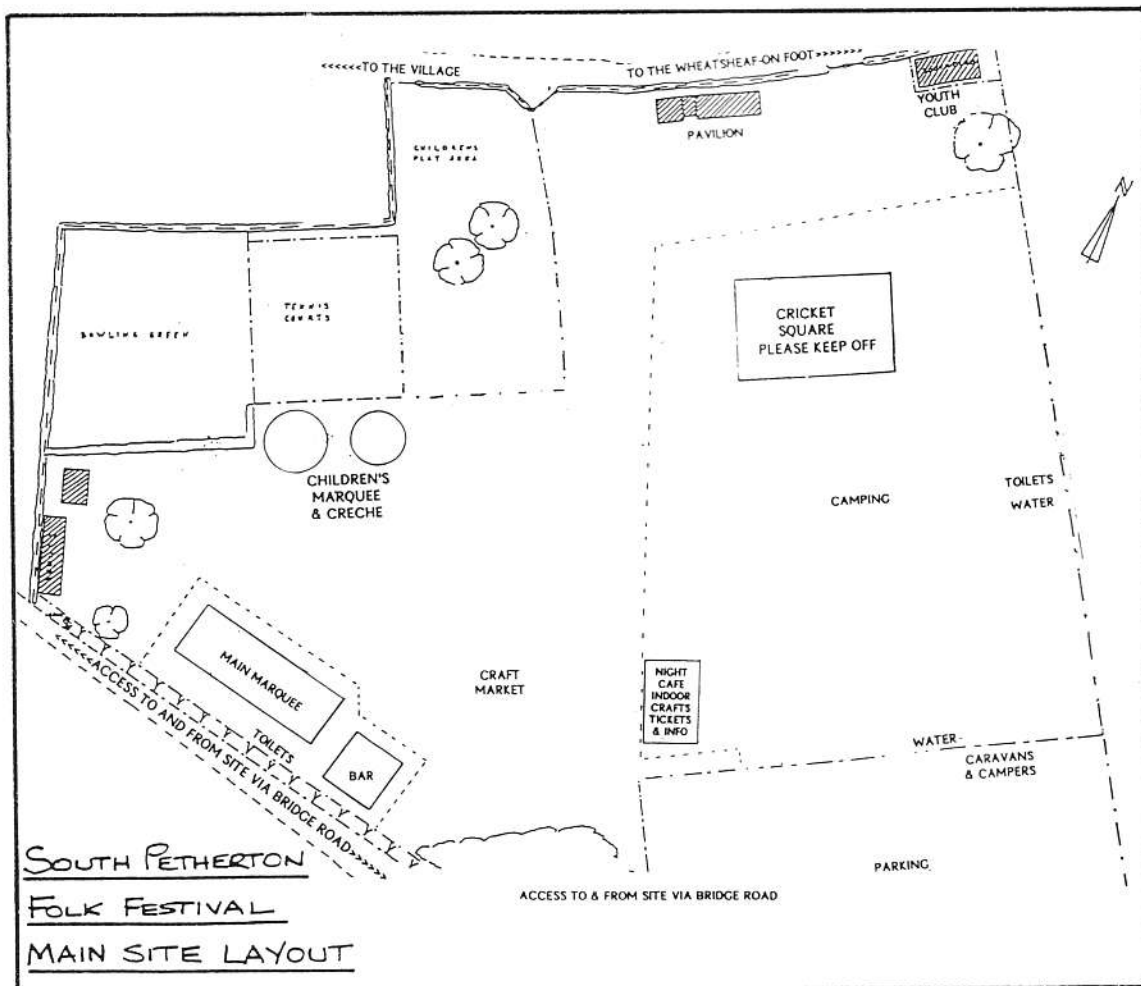 <<<<<<TO THE VILLAGE
TO THE WHEATSHEAF-ON FOOT>>>>>>
YOUTH
CLUB
PAVILION
CHILDRENS
PLAY AREA
N
TENNIS
COURTS
BOWLING GREEN
CRICKET
SQUARE
PLEASE KEEP OFF
CHILDREN'S
MARQUEE
& CRECHE
CAMPING
TOILETS
WATER
MAIN MARQUEE
CRAFT
MARKET
NIGHT
CAFE
INDOOR
CRAFTS
TICKETS
& INFO
TOILETS
BAR
<<<<<<ACCESS TO AND FROM SITE VIA BRIDGE ROAD>>>>>>
WATER
CARAVANS
& CAMPERS
PARKING
ACCESS TO & FROM SITE VIA BRIDGE ROAD
SOUTH PETHERTON
FOLK FESTIVAL
MAIN SITE LAYOUT